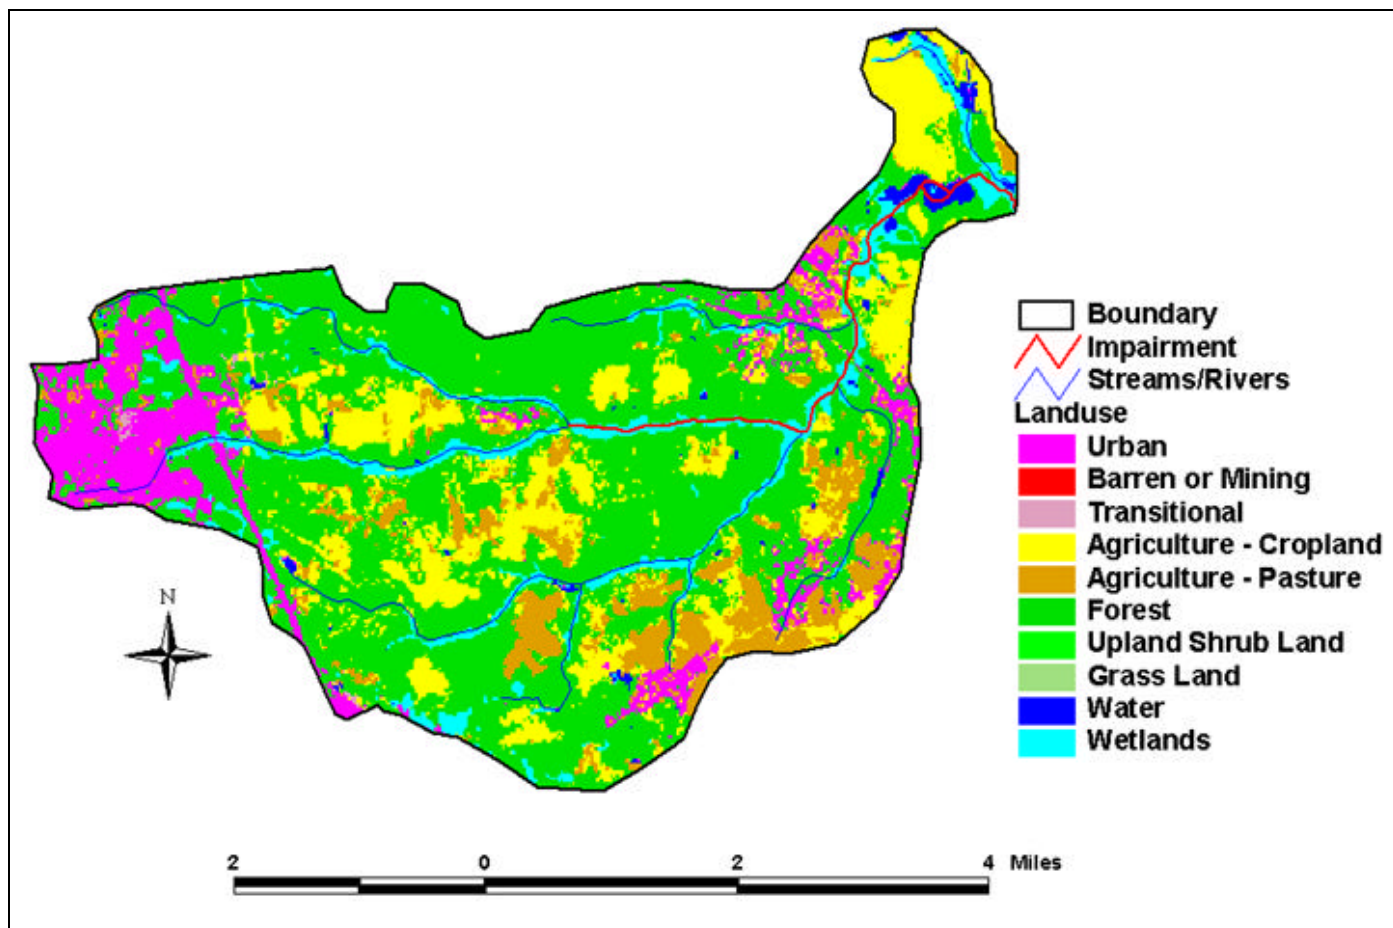 Boundary
Impairment
Streams/Rivers
Landuse
Urban
Barren or Mining
Transitional
Agriculture - Cropland
Agriculture - Pasture
Forest
Upland Shrub Land
Grass Land
Water
Wetlands
N
2 0 2 4 Miles